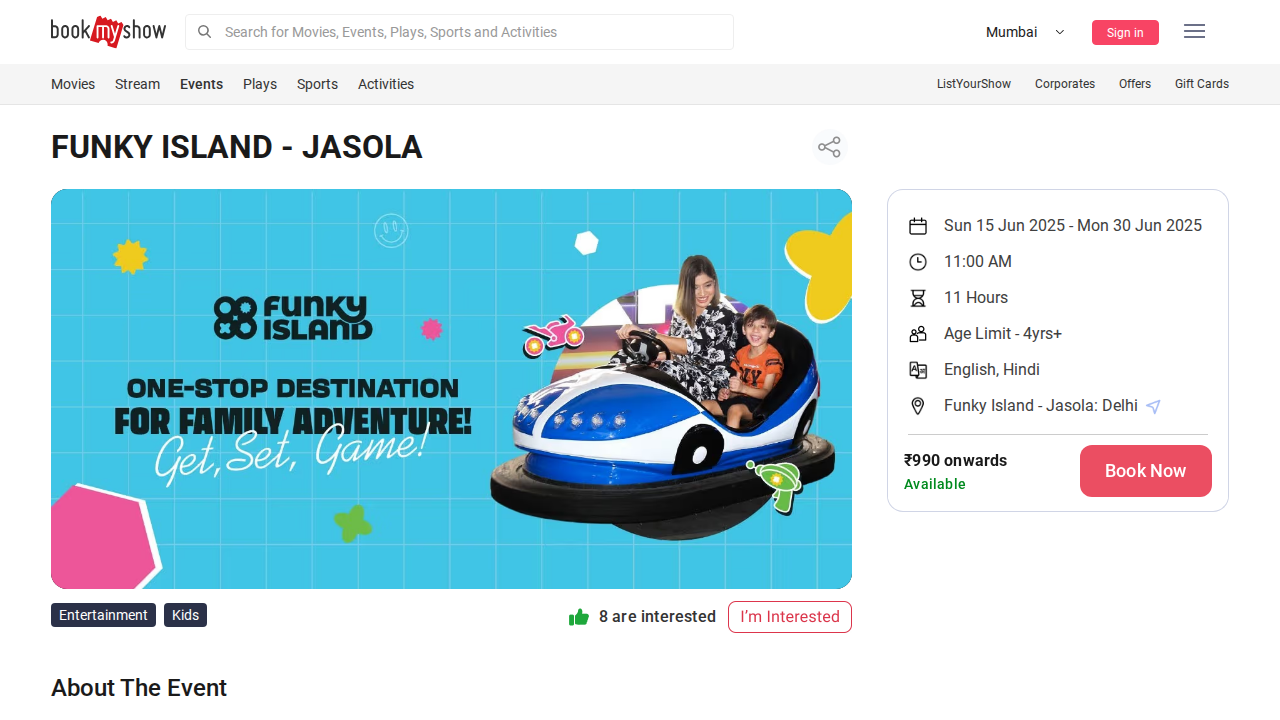 book my show
Search for Movies, Events, Plays, Sports and Activities
Mumbai
Sign in
Movies Stream Events Plays Sports Activities
ListYourShow Corporates Offers Gift Cards
FUNKY ISLAND - JASOLA
FUNKY
ISLAND
ONE-STOP DESTINATION
FOR FAMILY ADVENTURE!
Get, Set, Game!
Sun 15 Jun 2025 - Mon 30 Jun 2025
11:00 AM
11 Hours
Age Limit - 4yrs+
English, Hindi
Funky Island - Jasola: Delhi
₹990 onwards
Available
Book Now
Entertainment Kids
8 are interested
I'm Interested
About The Event